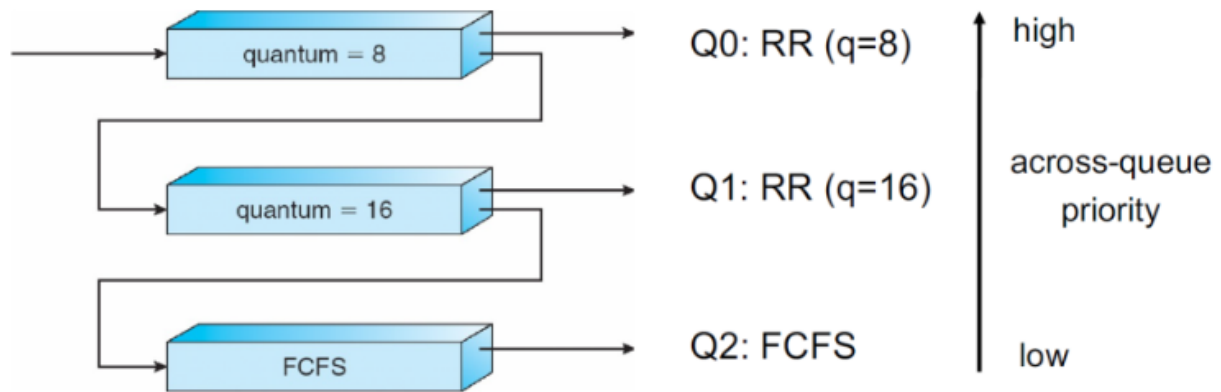 quantum = 8
Q0: RR (q=8)
high
quantum = 16
Q1: RR (q=16)
across-queue
priority
FCFS
Q2: FCFS
low